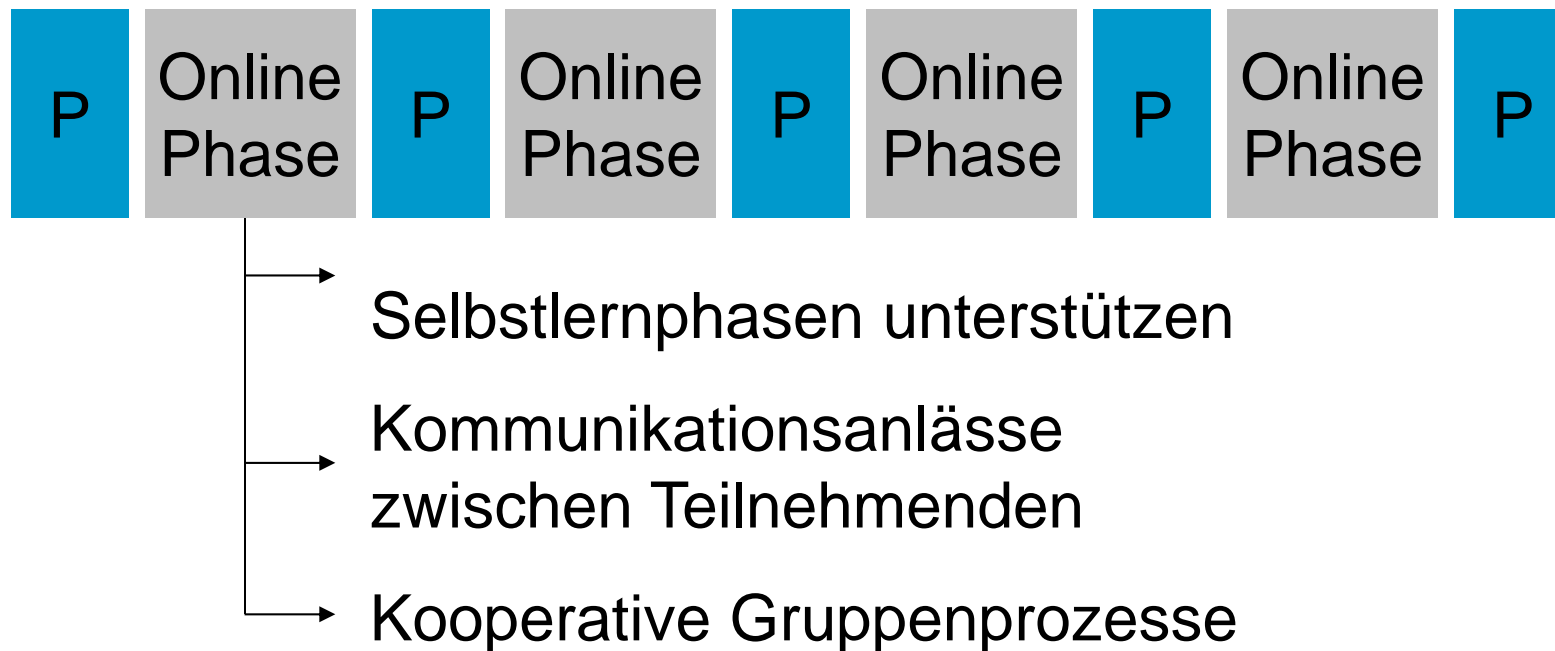 P
Online
Phase
P
Online
Phase
P
Online
Phase
P
Online
Phase
P
Selbstlernphasen unterstützen
Kommunikationsanlässe
zwischen Teilnehmenden
Kooperative Gruppenprozesse